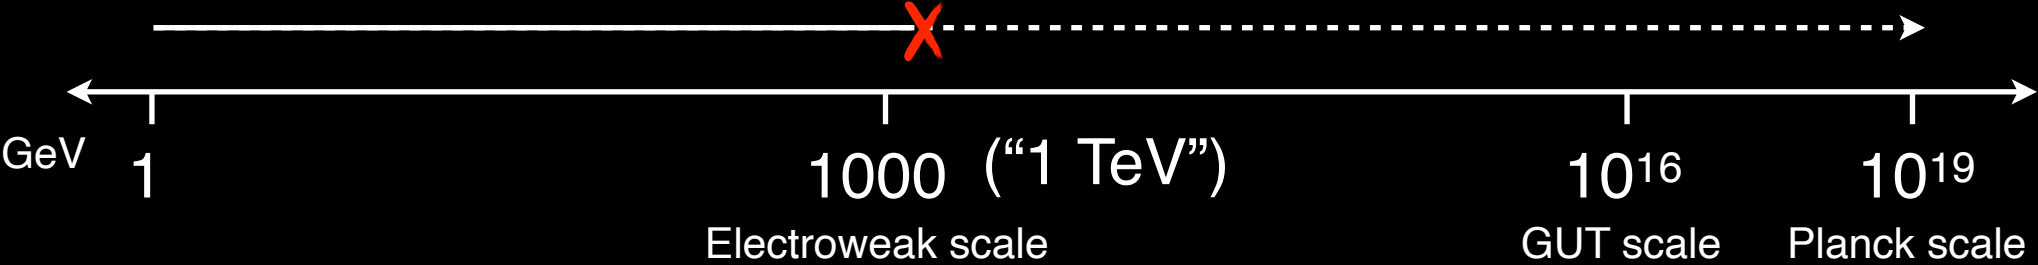 GeV 1 1000 (“1 TeV”) 10¹⁶ 10¹⁹
Electroweak scale GUT scale Planck scale